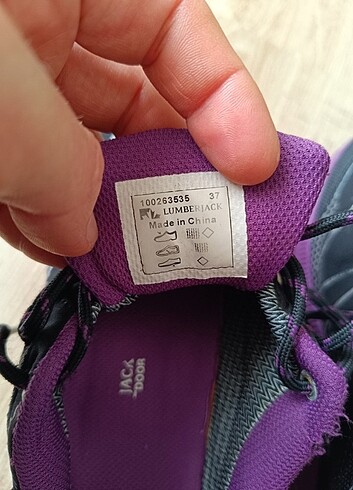 100263535 37
LUMBERJACK
Made in China
JACK
DOOR